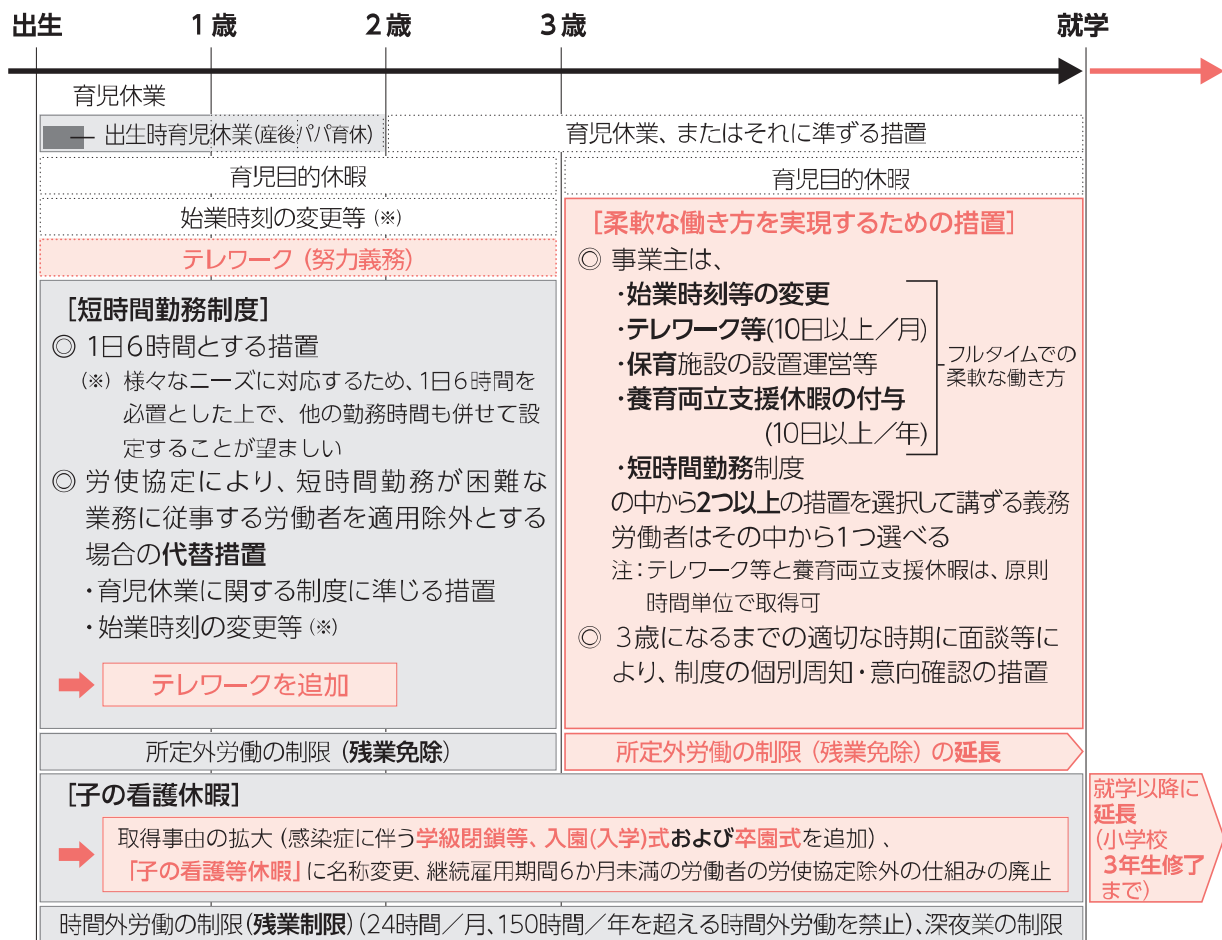 出生
1歳
2歳
3歳
就学
育児休業
出生時育児休業(産後パパ育休)
育児休業、またはそれに準ずる措置
育児目的休暇
育児目的休暇
始業時刻の変更等(※)
テレワーク(努力義務)
[短時間勤務制度]
◎ 1日6時間とする措置
(※) 様々なニーズに対応するため、1日6時間を
必置とした上で、他の勤務時間も併せて設
定することが望ましい
◎ 労使協定により、短時間勤務が困難な
業務に従事する労働者を適用除外とする
場合の代替措置
・育児休業に関する制度に準じる措置
・始業時刻の変更等(※)
テレワークを追加
[柔軟な働き方を実現するための措置]
◎ 事業主は、
・始業時刻等の変更
・テレワーク等(10日以上/月)
・保育施設の設置運営等
・養育両立支援休暇の付与
(10日以上/年)
フルタイムでの
柔軟な働き方
・短時間勤務制度
の中から2つ以上の措置を選択して講ずる義務
労働者はその中から1つ選べる
注:テレワーク等と養育両立支援休暇は、原則
時間単位で取得可
◎ 3歳になるまでの適切な時期に面談等に
より、制度の個別周知・意向確認の措置
所定外労働の制限(残業免除)
所定外労働の制限(残業免除)の延長
[子の看護休暇]
取得事由の拡大(感染症に伴う学級閉鎖等、入園(入学)式および卒園式を追加)、
「子の看護等休暇」に名称変更、継続雇用期間6か月未満の労働者の労使協定除外の仕組みの廃止
就学以降に
延長
(小学校
3年生修了
まで)
時間外労働の制限(残業制限)(24時間/月、150時間/年を超える時間外労働を禁止)、深夜業の制限